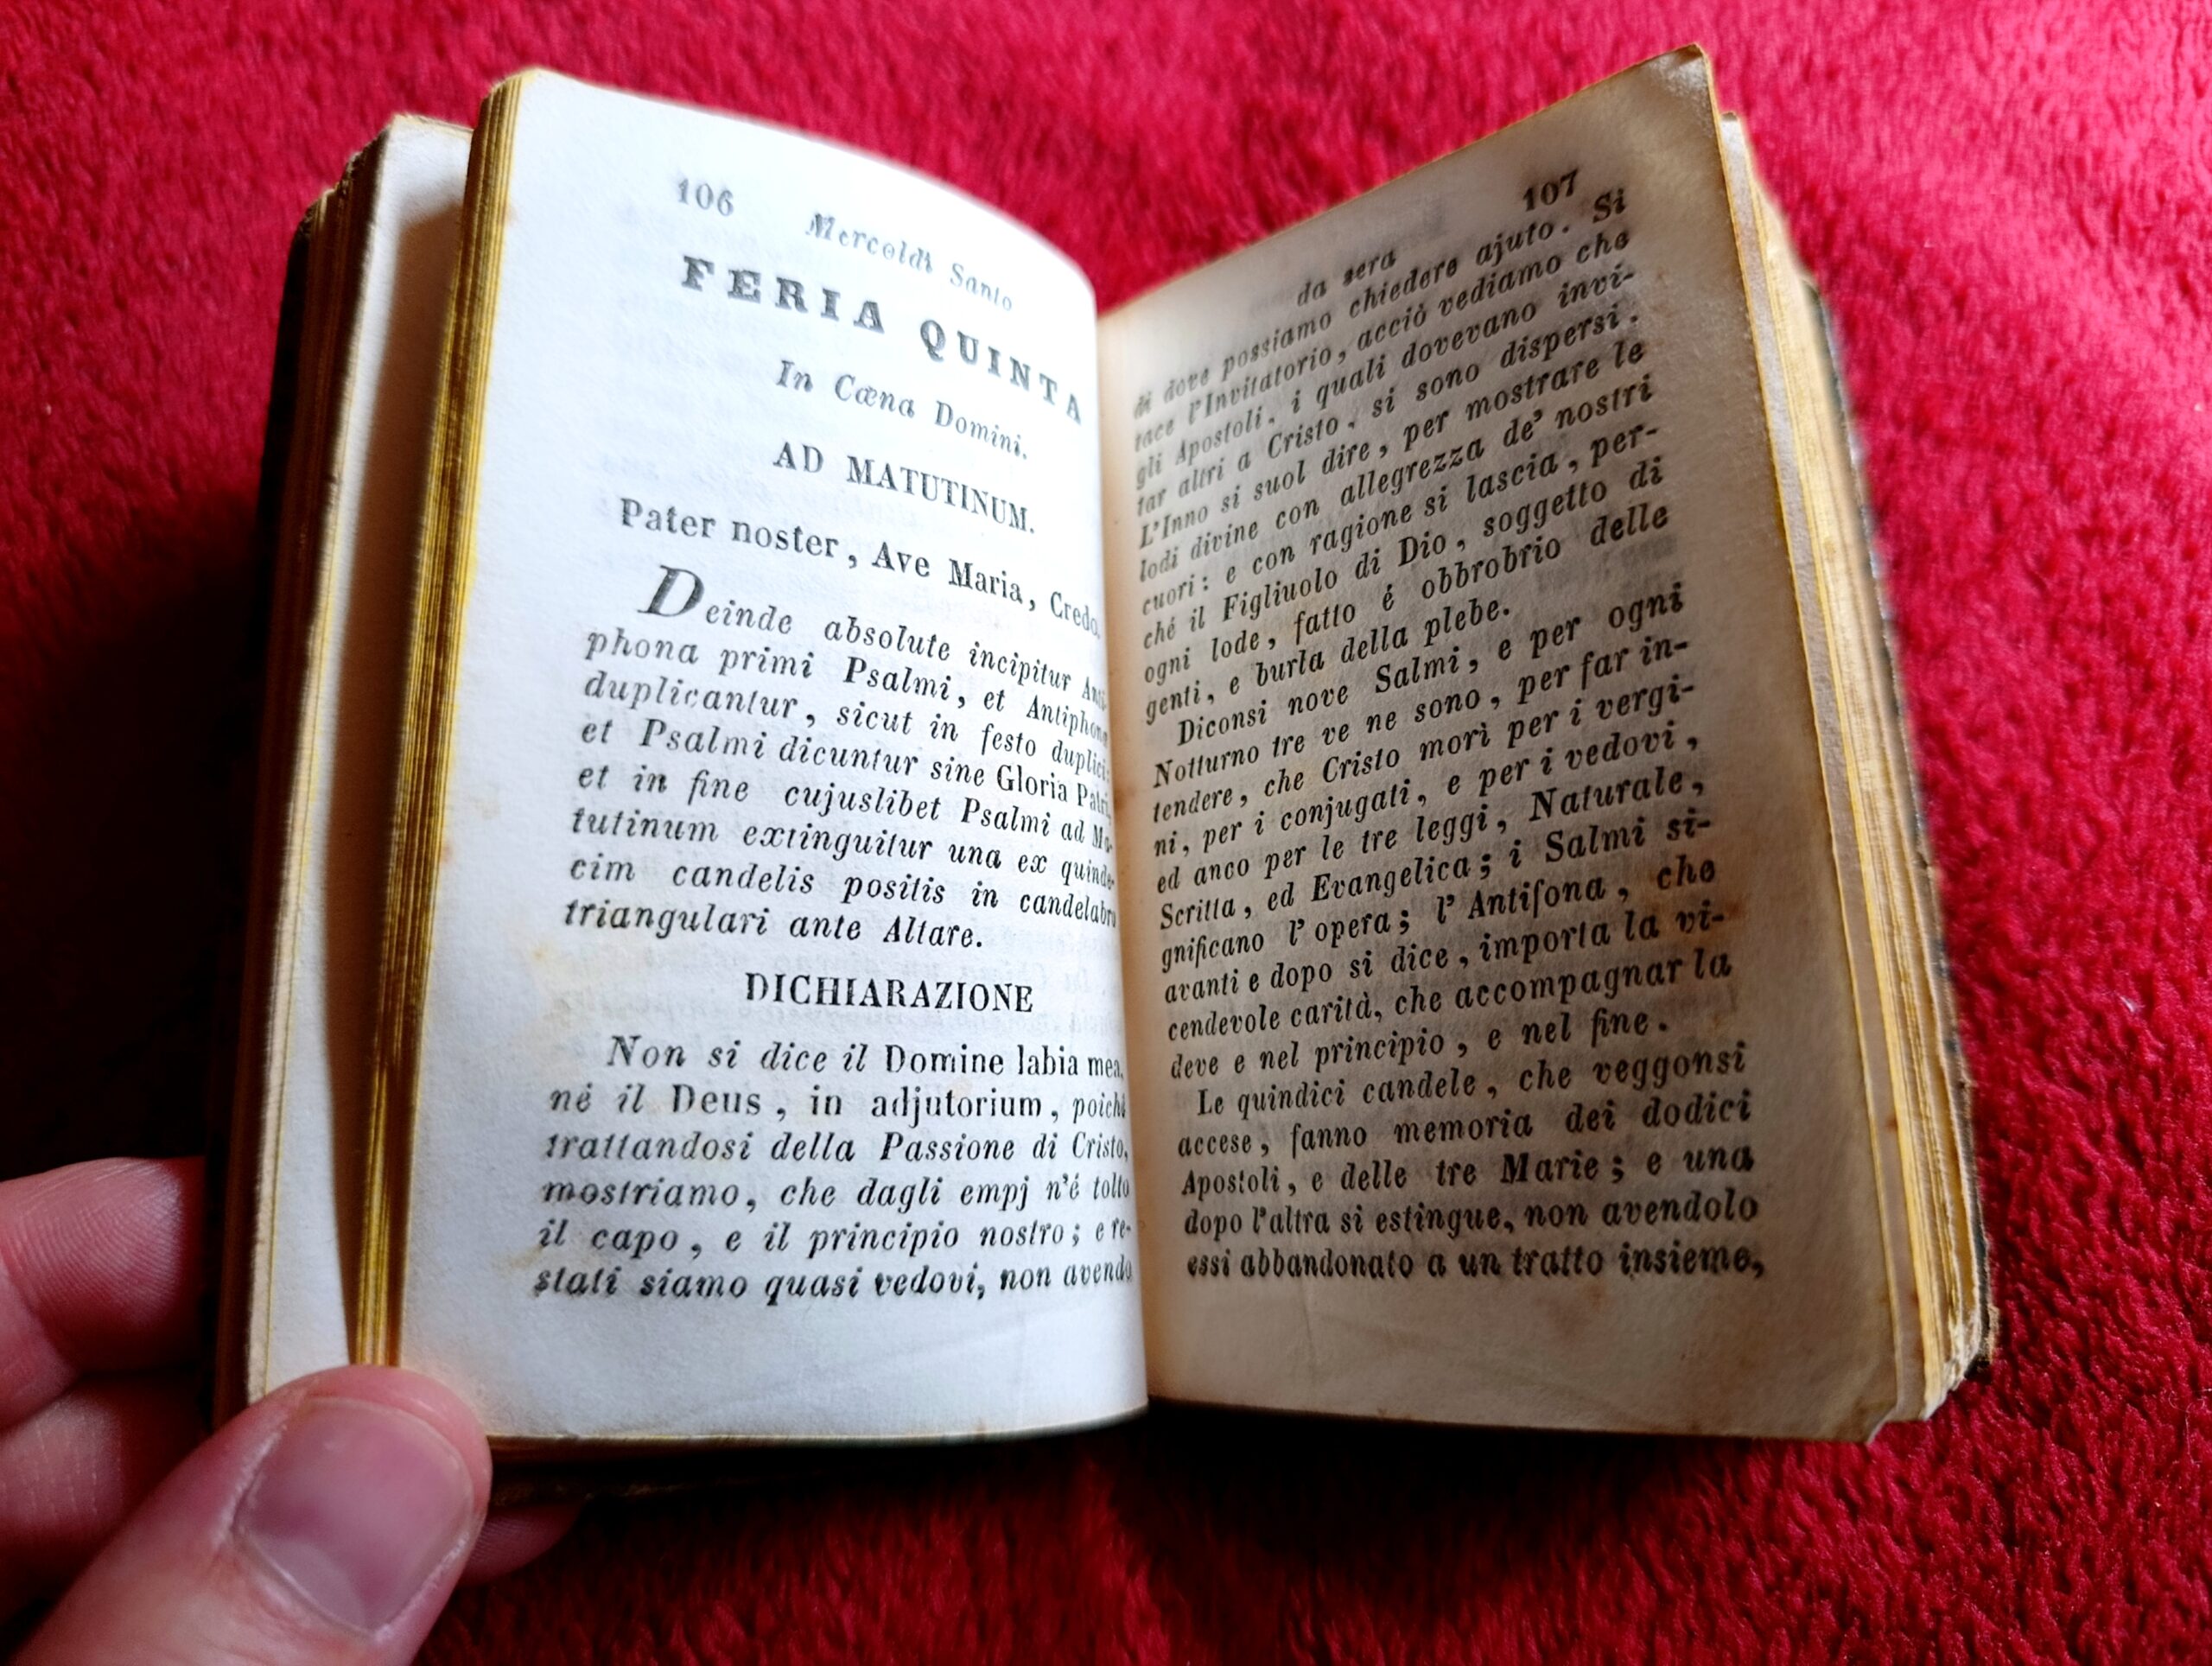 106
Mercoldì Santo
FERIA QUINTA
In Cœna Domini.
AD MATUTINUM.
Pater noster, Ave Maria, Credo.
Deinde absolute incipitur Anti-
phona primi Psalmi, et Antiphonæ
duplicantur, sicut in festo duplici:
et Psalmi dicuntur sine Gloria Patri,
et in fine cujuslibet Psalmi ad Ma-
tutinum extinguitur una ex quinde-
cim candelis positis in candelabro
triangulari ante Altare.
DICHIARAZIONE
Non si dice il Domine labia mea,
né il Deus, in adjutorium, poichè
trattandosi della Passione di Cristo,
mostriamo, che dagli empj n'é tolto
il capo, e il principio nostro; e re-
stati siamo quasi vedovi, non avendo
da sera
107
di dove possiamo chiedere ajuto. Si
tace l'Invitatorio, acciò vediamo che
gli Apostoli, i quali dovevano invi-
tar altri a Cristo, si sono dispersi.
L'Inno si suol dire, per mostrare le
lodi divine con allegrezza de' nostri
cuori: e con ragione si lascia, per-
ché il Figliuolo di Dio, soggetto di
ogni lode, fatto é obbrobrio delle
genti, e burla della plebe.
Diconsi nove Salmi, e per ogni
Notturno tre ve ne sono, per far in-
tendere, che Cristo morì per i vergi-
ni, per i conjugati, e per i vedovi,
ed anco per le tre leggi, Naturale,
Scritta, ed Evangelica; i Salmi si-
gnificano l'opera; l'Antifona, che
avanti e dopo si dice, importa la vi-
cendevole carità, che accompagnar la
deve e nel principio, e nel fine.
Le quindici candele, che veggonsi
accese, fanno memoria dei dodici
Apostoli, e delle tre Marie; e una
dopo l'altra si estingue, non avendolo
essi abbandonato a un tratto insieme,